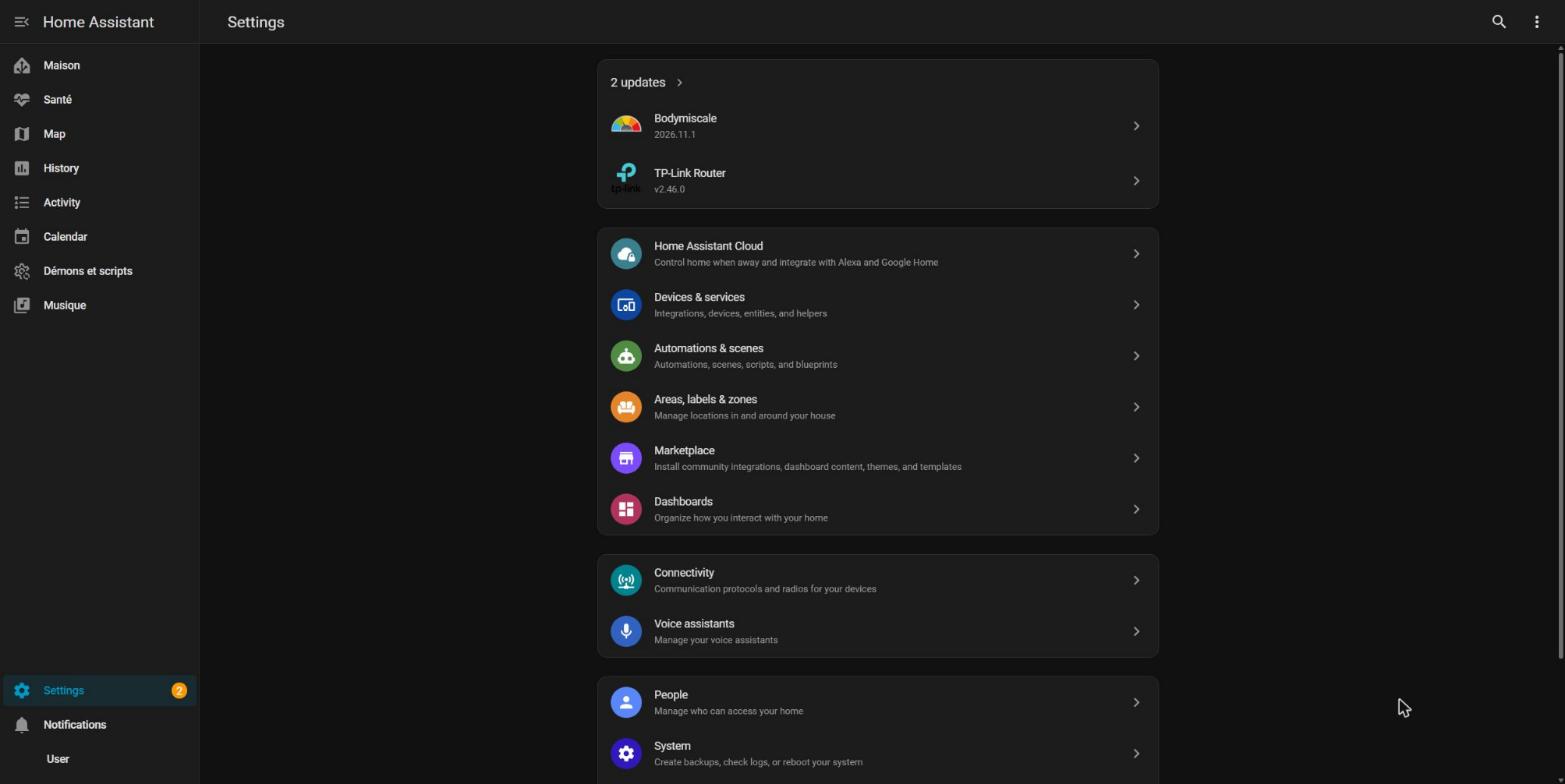 Home Assistant
Settings
Maison
Santé
Map
History
Activity
Calendar
Démons et scripts
Musique
Settings
2
Notifications
User
2 updates
Bodymiscale
2026.11.1
TP-Link Router
tp-link
v2.46.0
Home Assistant Cloud
Control home when away and integrate with Alexa and Google Home
Devices & services
Integrations, devices, entities, and helpers
Automations & scenes
Automations, scenes, scripts, and blueprints
Areas, labels & zones
Manage locations in and around your house
Marketplace
Install community integrations, dashboard content, themes, and templates
Dashboards
Organize how you interact with your home
Connectivity
Communication protocols and radios for your devices
Voice assistants
Manage your voice assistants
People
Manage who can access your home
System
Create backups, check logs, or reboot your system